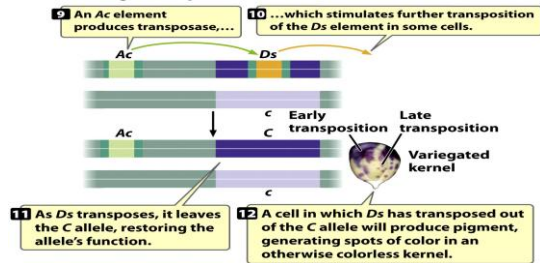 9 An Ac element
produces transposase,...
10 ...which stimulates further transposition
of the Ds element in some cells.
Ac
Ds
c
Early
transposition
Late
transposition
Ac
C
Variegated
kernel
c
11 As Ds transposes, it leaves
the C allele, restoring the
allele's function.
12 A cell in which Ds has transposed out
of the C allele will produce pigment,
generating spots of color in an
otherwise colorless kernel.